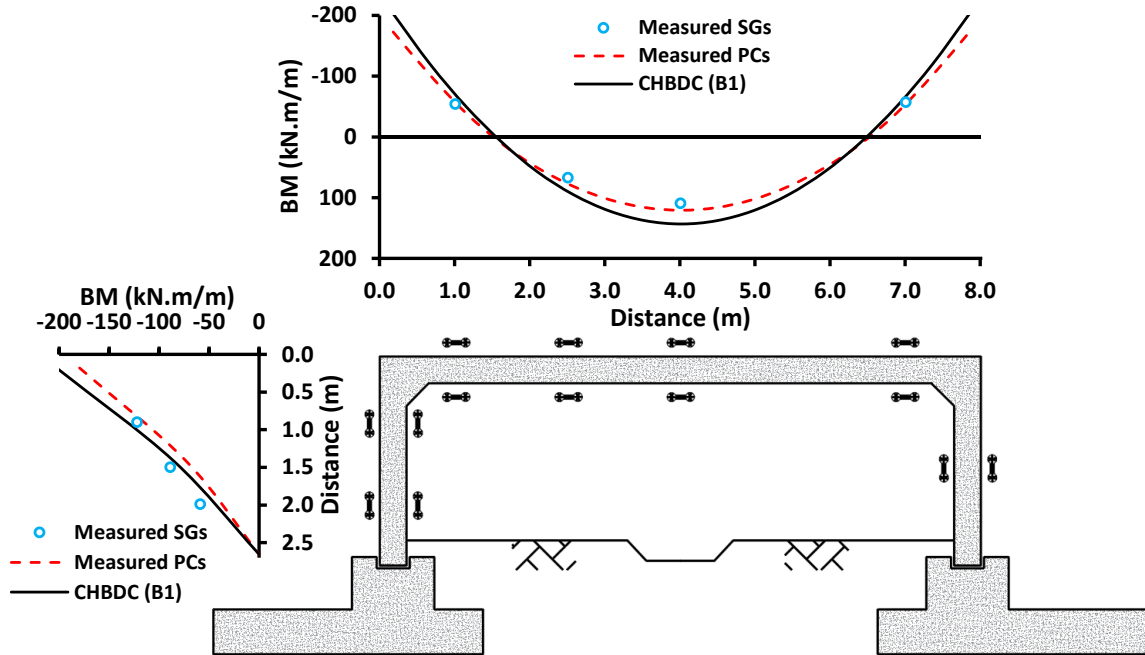 -200
-100
0
100
200
BM (kN.m/m)
Measured SGs
Measured PCs
CHBDC (B1)
0.0 1.0 2.0 3.0 4.0 5.0 6.0 7.0 8.0
Distance (m)
BM (kN.m/m)
-200 -150 -100 -50 0
0.0
0.5
1.0
1.5
2.0
2.5
Distance (m)
Measured SGs
Measured PCs
CHBDC (B1)